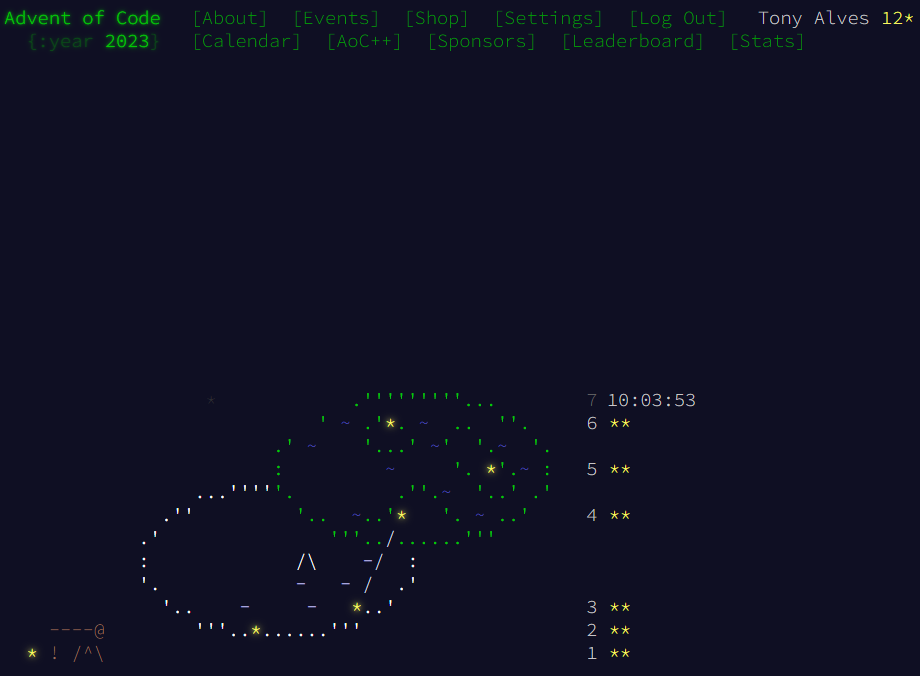 Advent of Code [About] [Events] [Shop] [Settings] [Log Out] Tony Alves 12*
{:year 2023} [Calendar] [AoC++] [Sponsors] [Leaderboard] [Stats]
* .'''''''''... 7 10:03:53
' ~ .'*. ~ .. ''. 6 **
.' ~ '...' ~' '.~ '.
: ~ '. *'.~ : 5 **
...'''''. .''.~ '..' .'
.'' '.. ~..'* '. ~ ..' 4 **
.' '''../......'''
: /\ -/ :
'. - - / .'
'.. - - *..' 3 **
----@ '''..*......''' 2 **
* ! /^\ 1 **